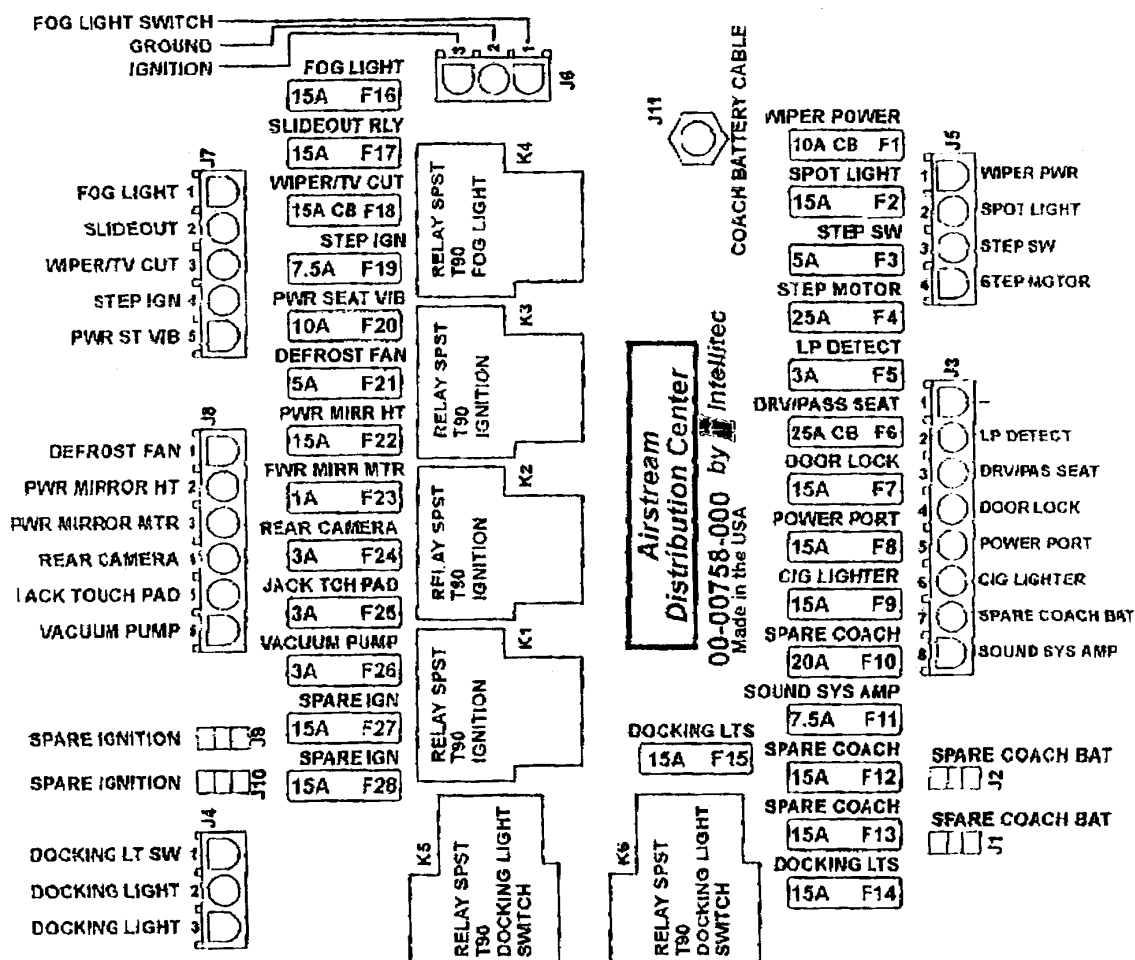 FOG LIGHT SWITCH
GROUND
IGNITION
3
2
1
J6
FOG LIGHT
15A F16
SLIDEOUT RLY
15A F17
WIPER/TV CUT
15A CB F18
STEP IGN
7.5A F19
PWR SEAT VIB
10A F20
DEFROST FAN
5A F21
PWR MIRR HT
15A F22
PWR MIRR MTR
1A F23
REAR CAMERA
3A F24
JACK TCH PAD
3A F25
VACUUM PUMP
3A F26
SPARE IGN
15A F27
SPARE IGN
15A F28
J7
FOG LIGHT 1
SLIDEOUT 2
WIPER/TV CUT 3
STEP IGN 4
PWR ST VIB 5
J8
DEFROST FAN 1
PWR MIRROR HT 2
PWR MIRROR MTR 3
REAR CAMERA 4
JACK TOUCH PAD 5
VACUUM PUMP 6
SPARE IGNITION J9
SPARE IGNITION J10
J4
DOCKING LT SW 1
DOCKING LIGHT 2
DOCKING LIGHT 3
K4
RELAY SPST
T90
FOG LIGHT
K3
RELAY SPST
T90
IGNITION
K2
RELAY SPST
T90
IGNITION
K1
RELAY SPST
T90
IGNITION
K5
RELAY SPST
T90
DOCKING LIGHT
SWITCH
K6
RELAY SPST
T90
DOCKING LIGHT
SWITCH
J11
COACH BATTERY CABLE
Airstream
Distribution Center
00-00758-000 by Intellitec
Made in the USA
DOCKING LTS
15A F15
WIPER POWER
10A CB F1
SPOT LIGHT
15A F2
STEP SW
5A F3
STEP MOTOR
25A F4
LP DETECT
3A F5
DRV/PASS SEAT
25A CB F6
DOOR LOCK
15A F7
POWER PORT
15A F8
CIG LIGHTER
15A F9
SPARE COACH
20A F10
SOUND SYS AMP
7.5A F11
SPARE COACH
15A F12
SPARE COACH
15A F13
DOCKING LTS
15A F14
J5
1 WIPER PWR
2 SPOT LIGHT
3 STEP SW
4 STEP MOTOR
J3
1 –
2 LP DETECT
3 DRV/PAS SEAT
4 DOOR LOCK
5 POWER PORT
6 CIG LIGHTER
7 SPARE COACH BAT
8 SOUND SYS AMP
SPARE COACH BAT
J2
SPARE COACH BAT
J1